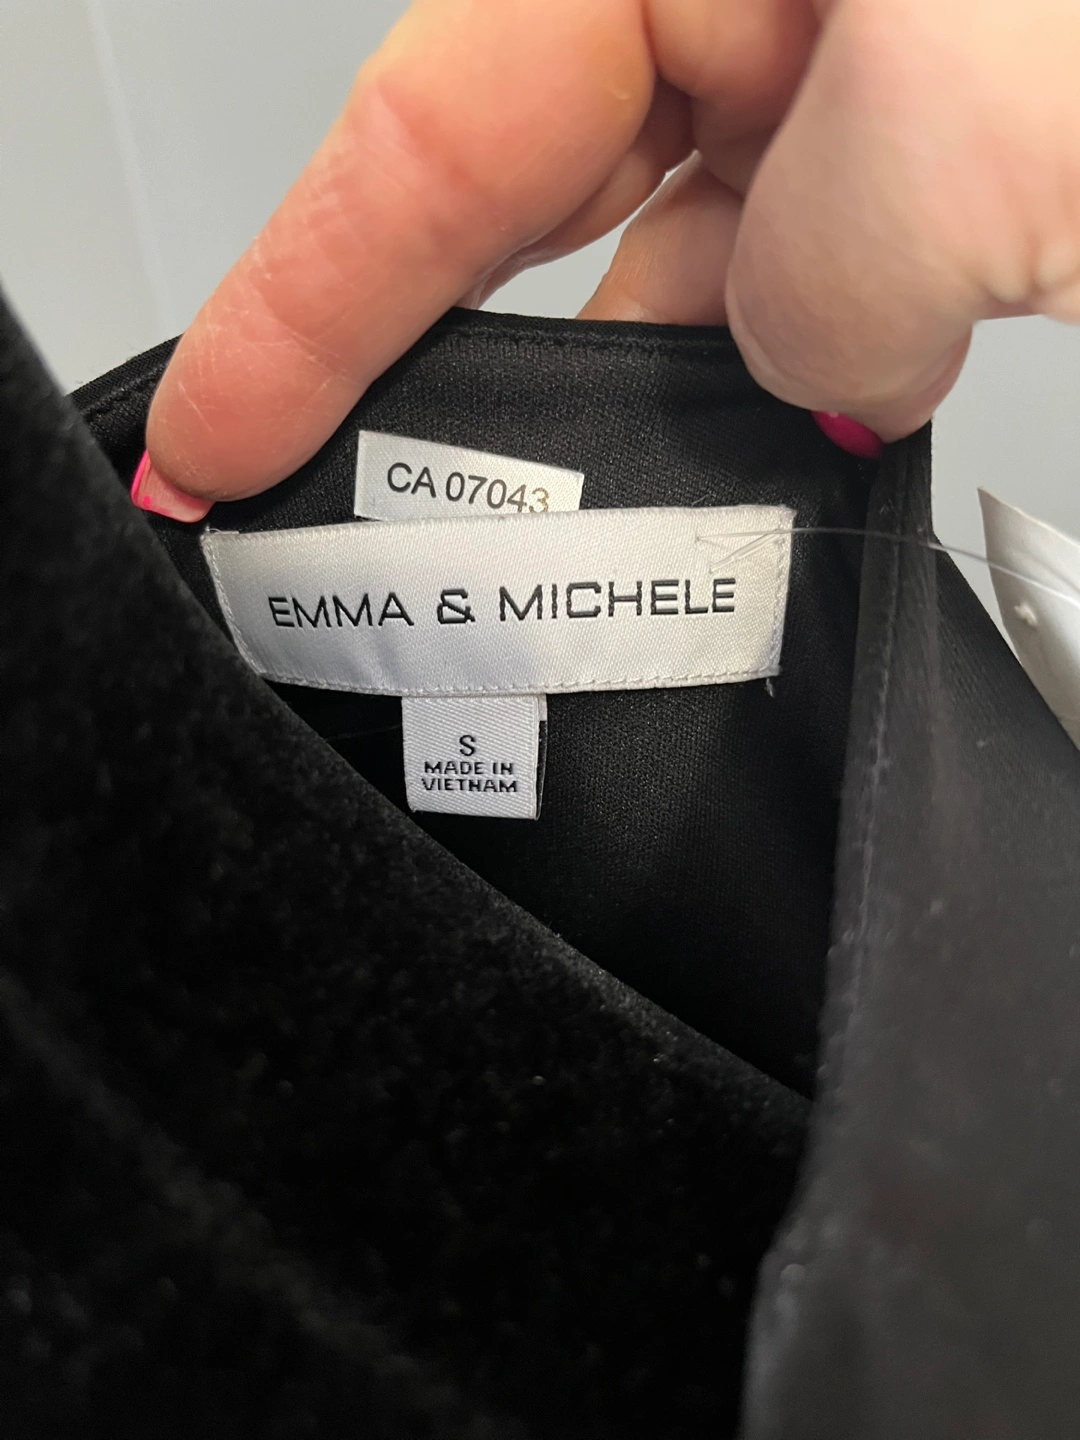 CA 07043
EMMA & MICHELE
S
MADE IN
VIETNAM